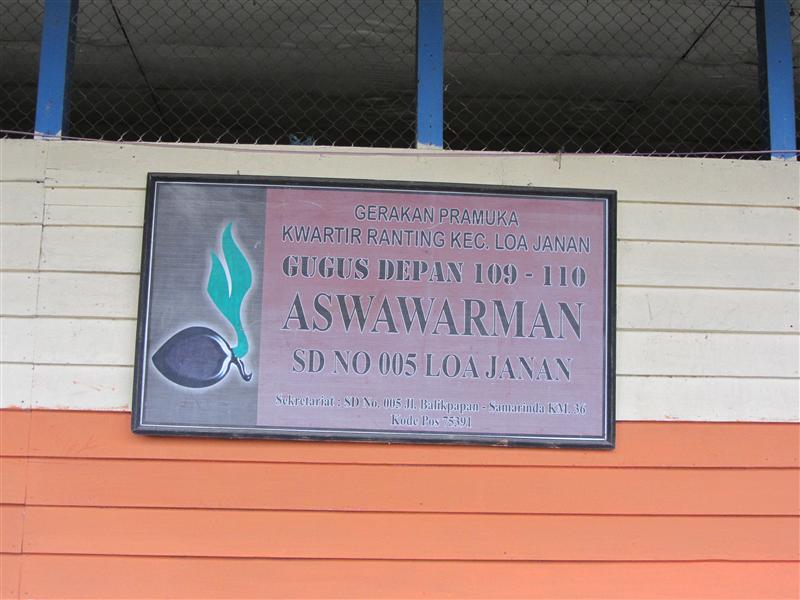 GERAKAN PRAMUKA
KWARTIR RANTING KEC. LOA JANAN
GUGUS DEPAN 109 - 110
ASWAWARMAN
SD NO 005 LOA JANAN
Sekretariat : SD No. 005 Jl. Balikpapan - Samarinda KM. 36
Kode Pos 75391